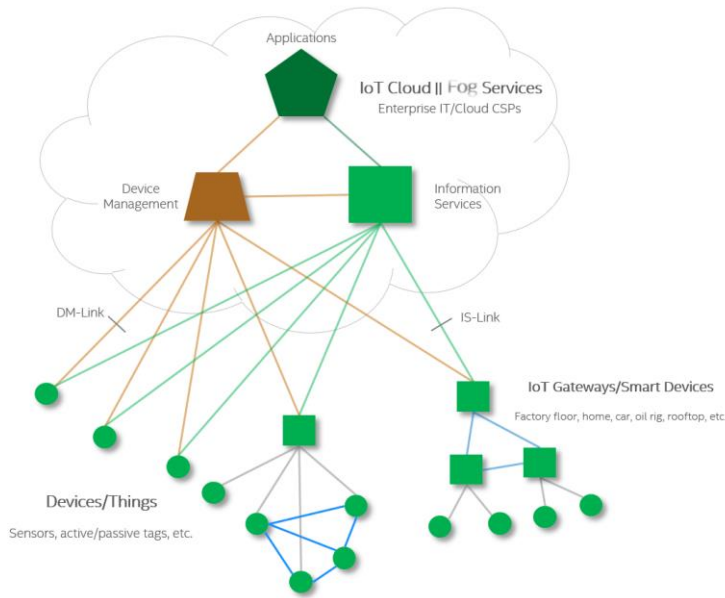 Applications
IoT Cloud || Fog Services
Enterprise IT/Cloud CSPs
Device
Management
Information
Services
DM-Link
IS-Link
IoT Gateways/Smart Devices
Factory floor, home, car, oil rig, rooftop, etc
Devices/Things
Sensors, active/passive tags, etc.